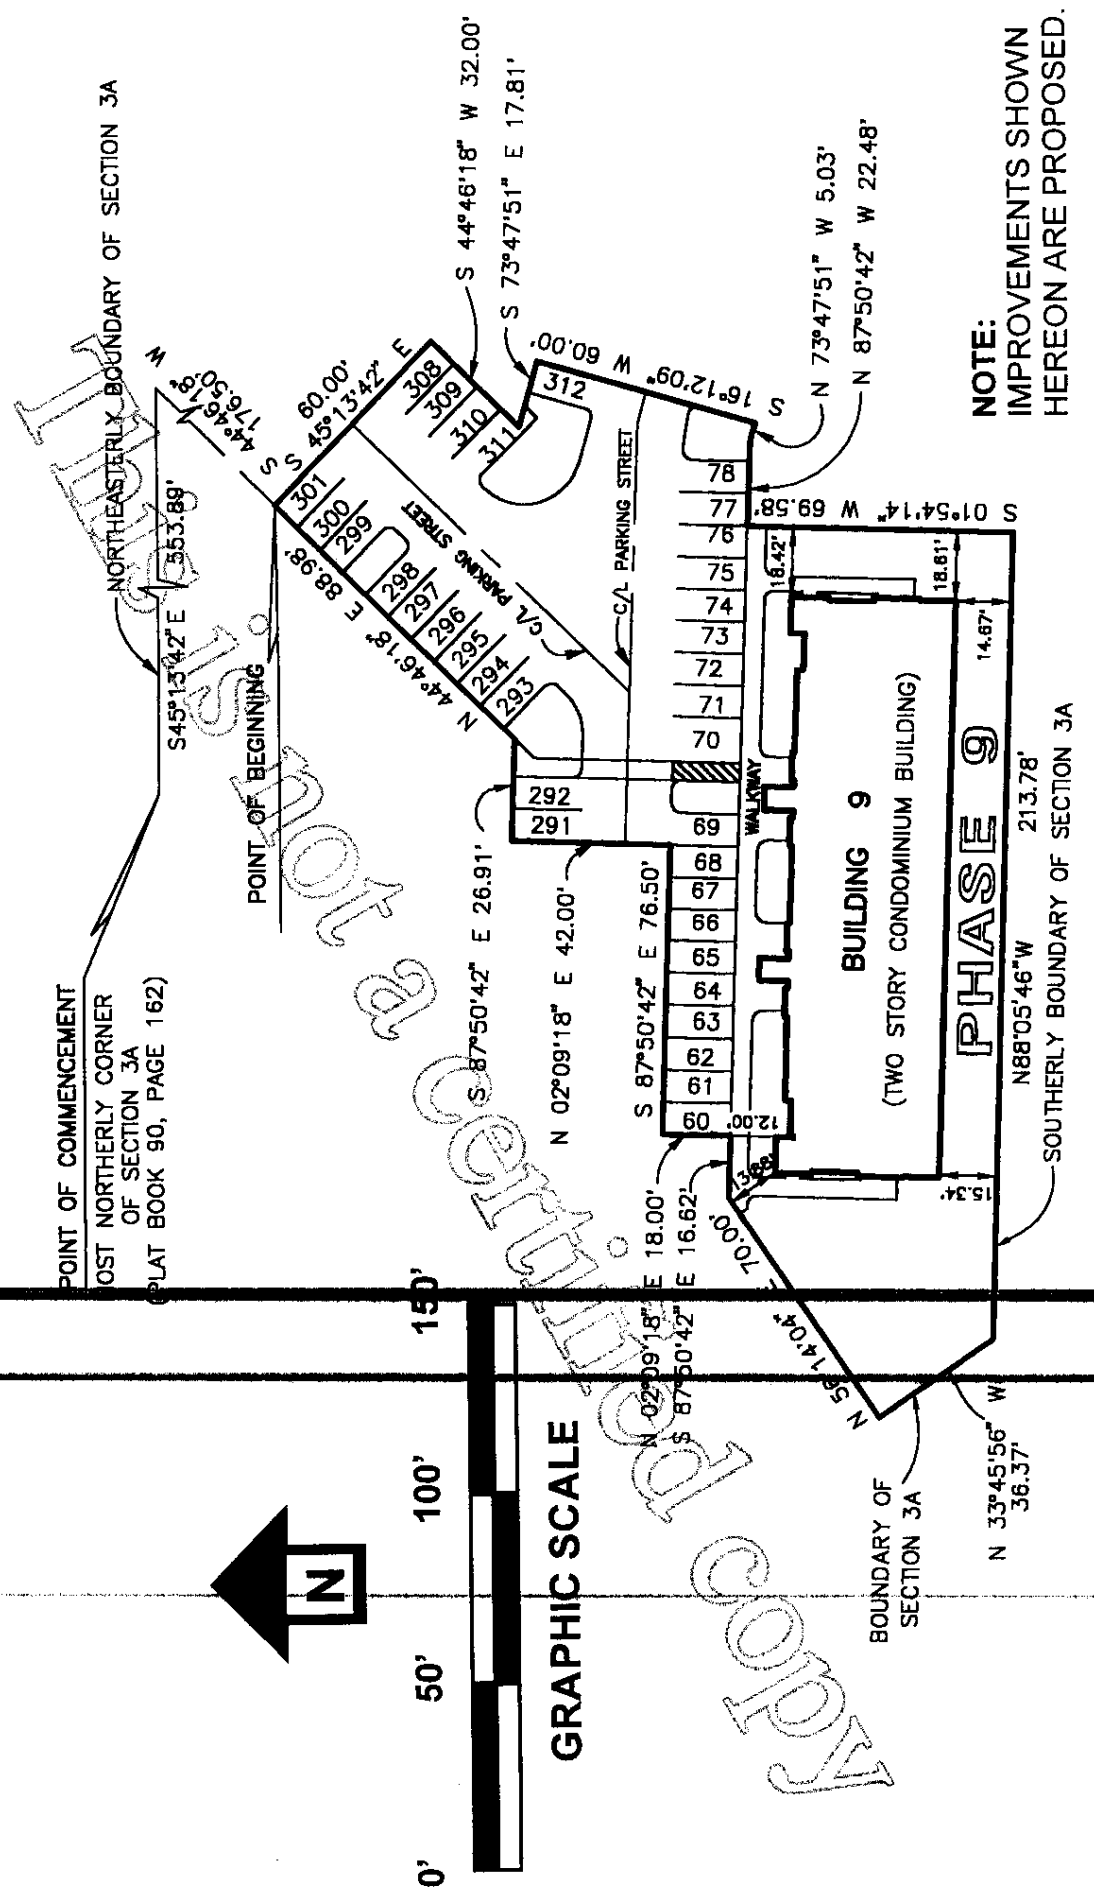 POINT OF COMMENCEMENT
OST NORTHERLY CORNER
OF SECTION 3A
(PLAT BOOK 90, PAGE 162)
NORTHEASTERLY BOUNDARY OF SECTION 3A
S45°13'42"E 553.89'
S 44°46'18" W
176.50'
POINT OF BEGINNING
S 45°13'42" E
60.00'
S 44°46'18" W 32.00'
S 73°47'51" E 17.81'
S 16°12'09" W 60.00'
N 73°47'51" W 5.03'
N 87°50'42" W 22.48'
S 01°54'14" W 69.58'
N 44°46'18" E 88.98'
S 87°50'42" E 26.91'
N 02°09'18" E 42.00'
S 87°50'42" E 76.50'
N 02°09'18" E 18.00'
S 87°50'42" E 16.62'
N 56°14'04" E 70.00'
N 33°45'56" W
36.37'
BOUNDARY OF
SECTION 3A
N88°05'46"W 213.78'
SOUTHERLY BOUNDARY OF SECTION 3A
308
309
310
311
312
301
300
299
298
297
296
295
294
293
292
291
C/L PARKING STREET
C/L PARKING STREET
60
61
62
63
64
65
66
67
68
69
70
71
72
73
74
75
76
77
78
WALKWAY
12.00'
13.88'
15.34'
18.42'
18.61'
14.67'
BUILDING 9
(TWO STORY CONDOMINIUM BUILDING)
PHASE 9
NOTE:
IMPROVEMENTS SHOWN
HEREON ARE PROPOSED.
N
0' 50' 100' 150'
GRAPHIC SCALE
This is not a certified copy